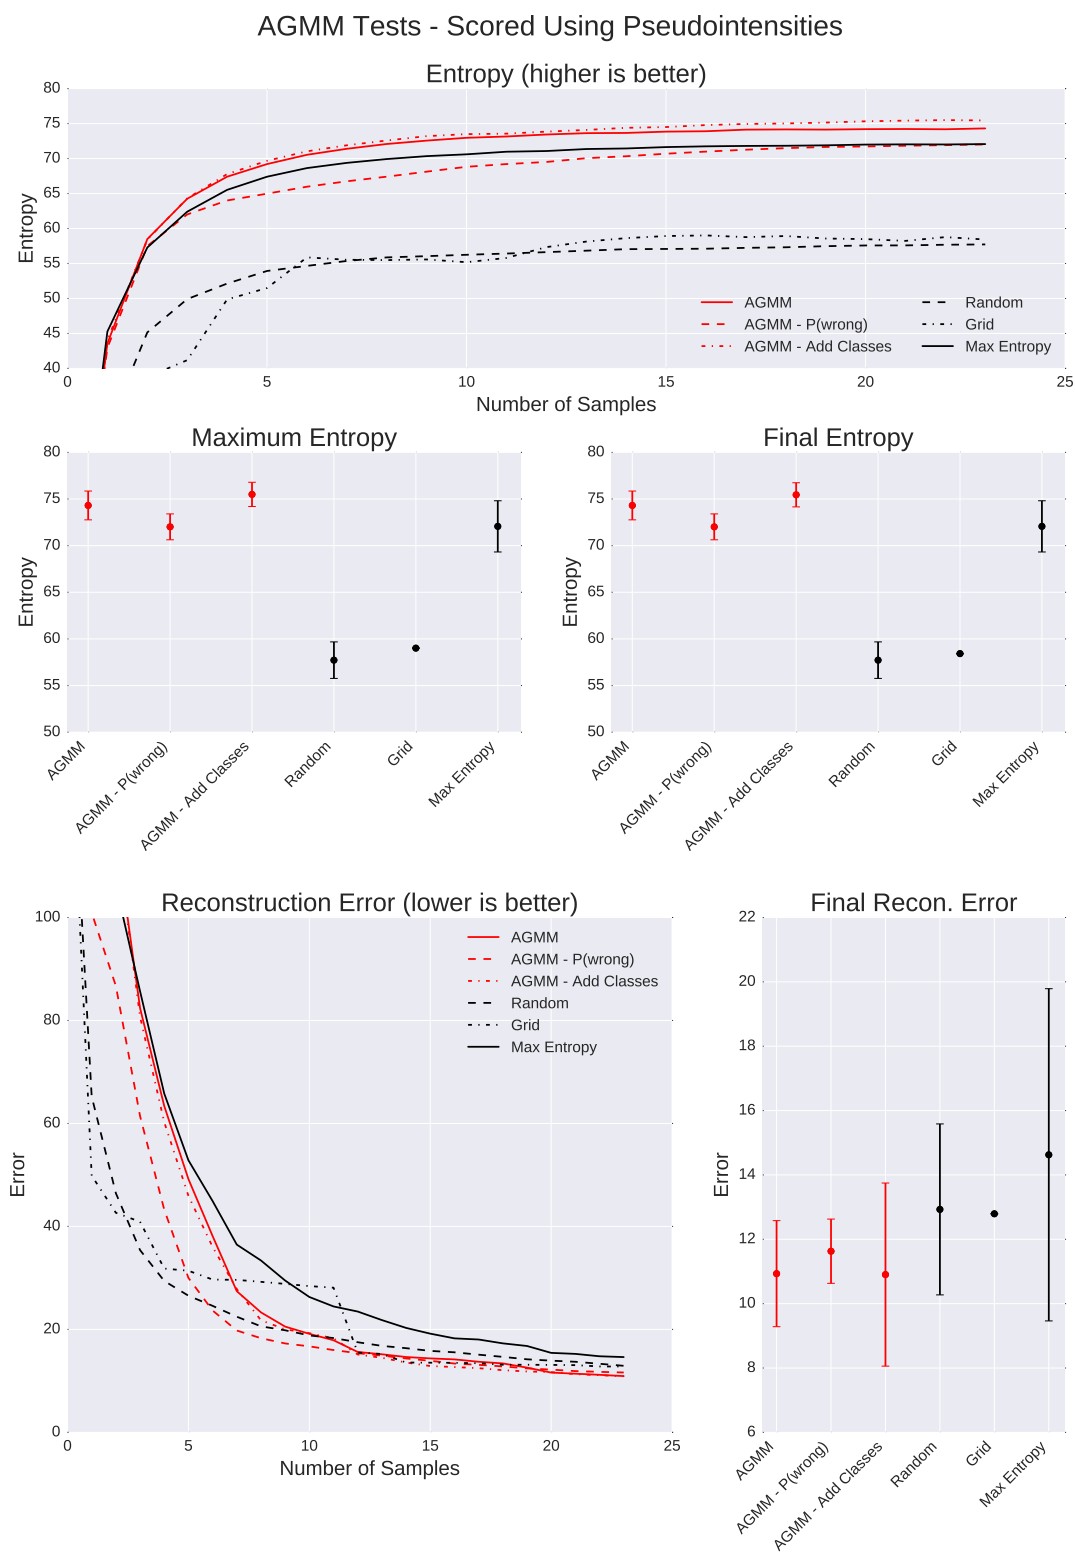 AGMM Tests - Scored Using Pseudointensities
Entropy (higher is better)
80
75
70
65
60
55
50
45
40
Entropy
AGMM
AGMM - P(wrong)
AGMM - Add Classes
Random
Grid
Max Entropy
0 5 10 15 20 25
Number of Samples
Maximum Entropy
80
75
70
65
60
55
50
Entropy
AGMM
AGMM - P(wrong)
AGMM - Add Classes
Random
Grid
Max Entropy
Final Entropy
80
75
70
65
60
55
50
Entropy
AGMM
AGMM - P(wrong)
AGMM - Add Classes
Random
Grid
Max Entropy
Reconstruction Error (lower is better)
100
80
60
40
20
0
Error
AGMM
AGMM - P(wrong)
AGMM - Add Classes
Random
Grid
Max Entropy
0 5 10 15 20 25
Number of Samples
Final Recon. Error
22
20
18
16
14
12
10
8
6
Error
AGMM
AGMM - P(wrong)
AGMM - Add Classes
Random
Grid
Max Entropy